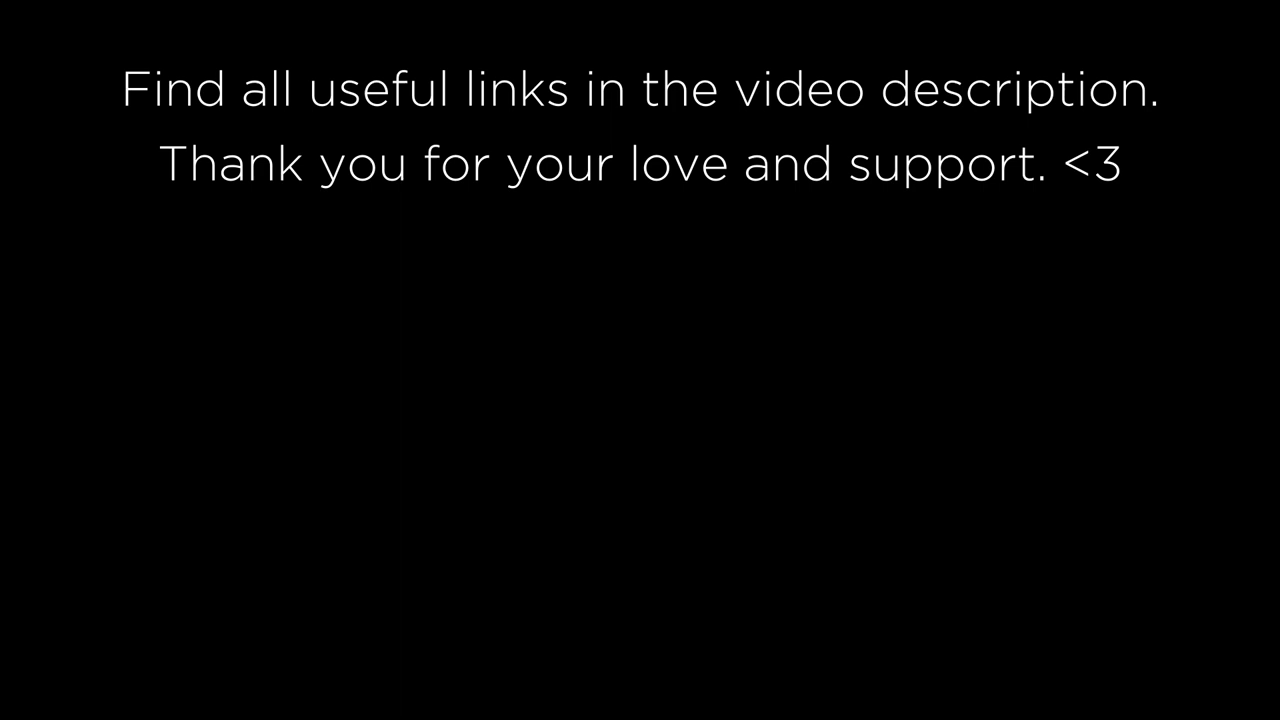 Find all useful links in the video description.
Thank you for your love and support. <3